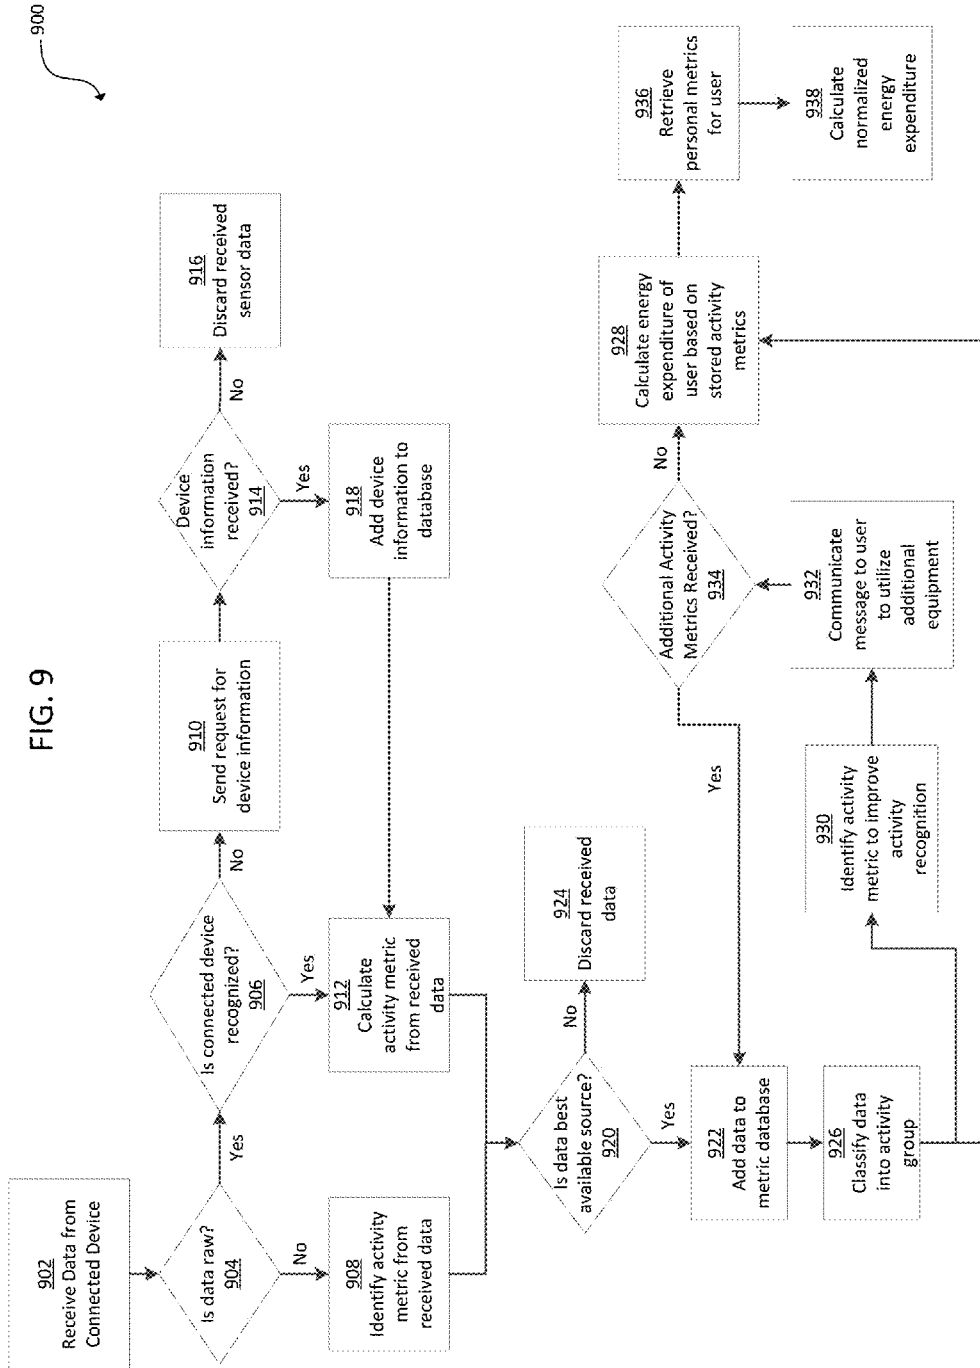 FIG. 9
900
902
Receive Data from
Connected Device
Is data raw?
904
Yes
No
Is connected device
recognized?
906
No
Yes
910
Send request for
device information
Device
information
received?
914
No
Yes
916
Discard received
sensor data
908
Identify activity
metric from
received data
912
Calculate
activity metric
from received
data
918
Add device
information to
database
Is data best
available source?
920
No
Yes
924
Discard received
data
922
Add data to
metric database
926
Classify data
into activity
group
930
Identify activity
metric to improve
activity
recognition
932
Communicate
message to user
to utilize
additional
equipment
Additional Activity
Metrics Received?
934
Yes
No
928
Calculate energy
expenditure of
user based on
stored activity
metrics
936
Retrieve
personal metrics
for user
938
Calculate
normalized
energy
expenditure